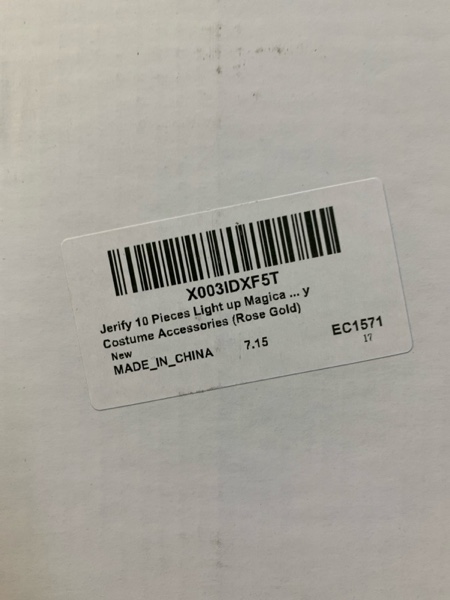 X003IDXF5T
Jerify 10 Pieces Light up Magica ... y
Costume Accessories (Rose Gold)
New
MADE_IN_CHINA 7.15 EC1571
17